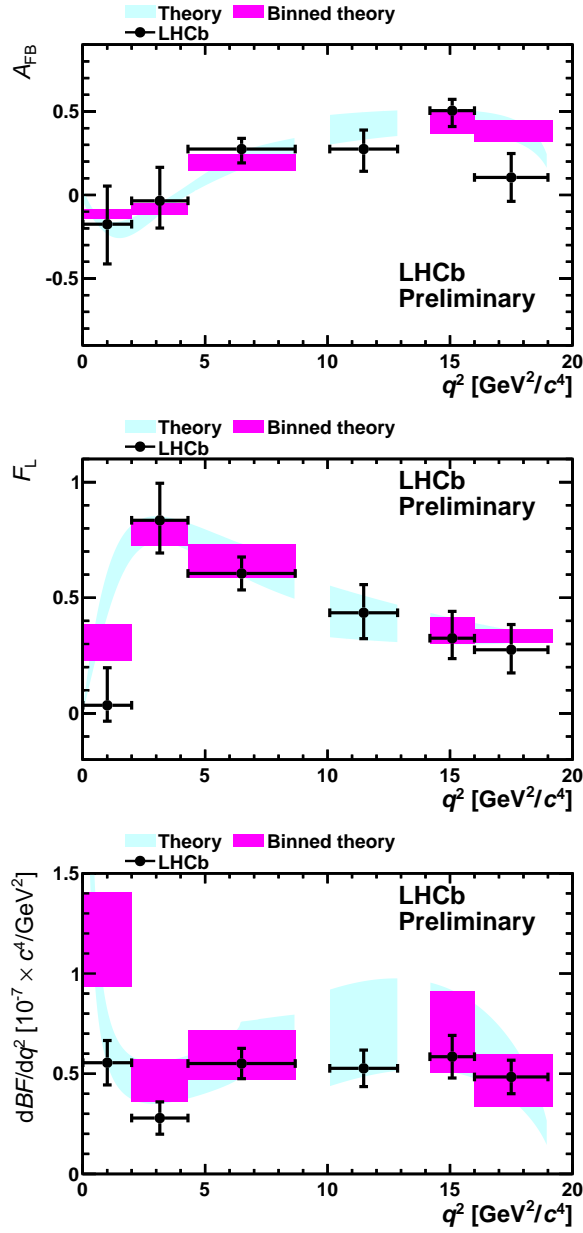 Theory Binned theory
LHCb
A_FB
0.5
0
-0.5
LHCb
Preliminary
0 5 10 15 20
q² [GeV²/c⁴]
Theory Binned theory
LHCb
F_L
1
0.5
0
LHCb
Preliminary
0 5 10 15 20
q² [GeV²/c⁴]
Theory Binned theory
LHCb
dBF/dq² [10⁻⁷ × c⁴/GeV²]
1.5
1
0.5
0
LHCb
Preliminary
0 5 10 15 20
q² [GeV²/c⁴]